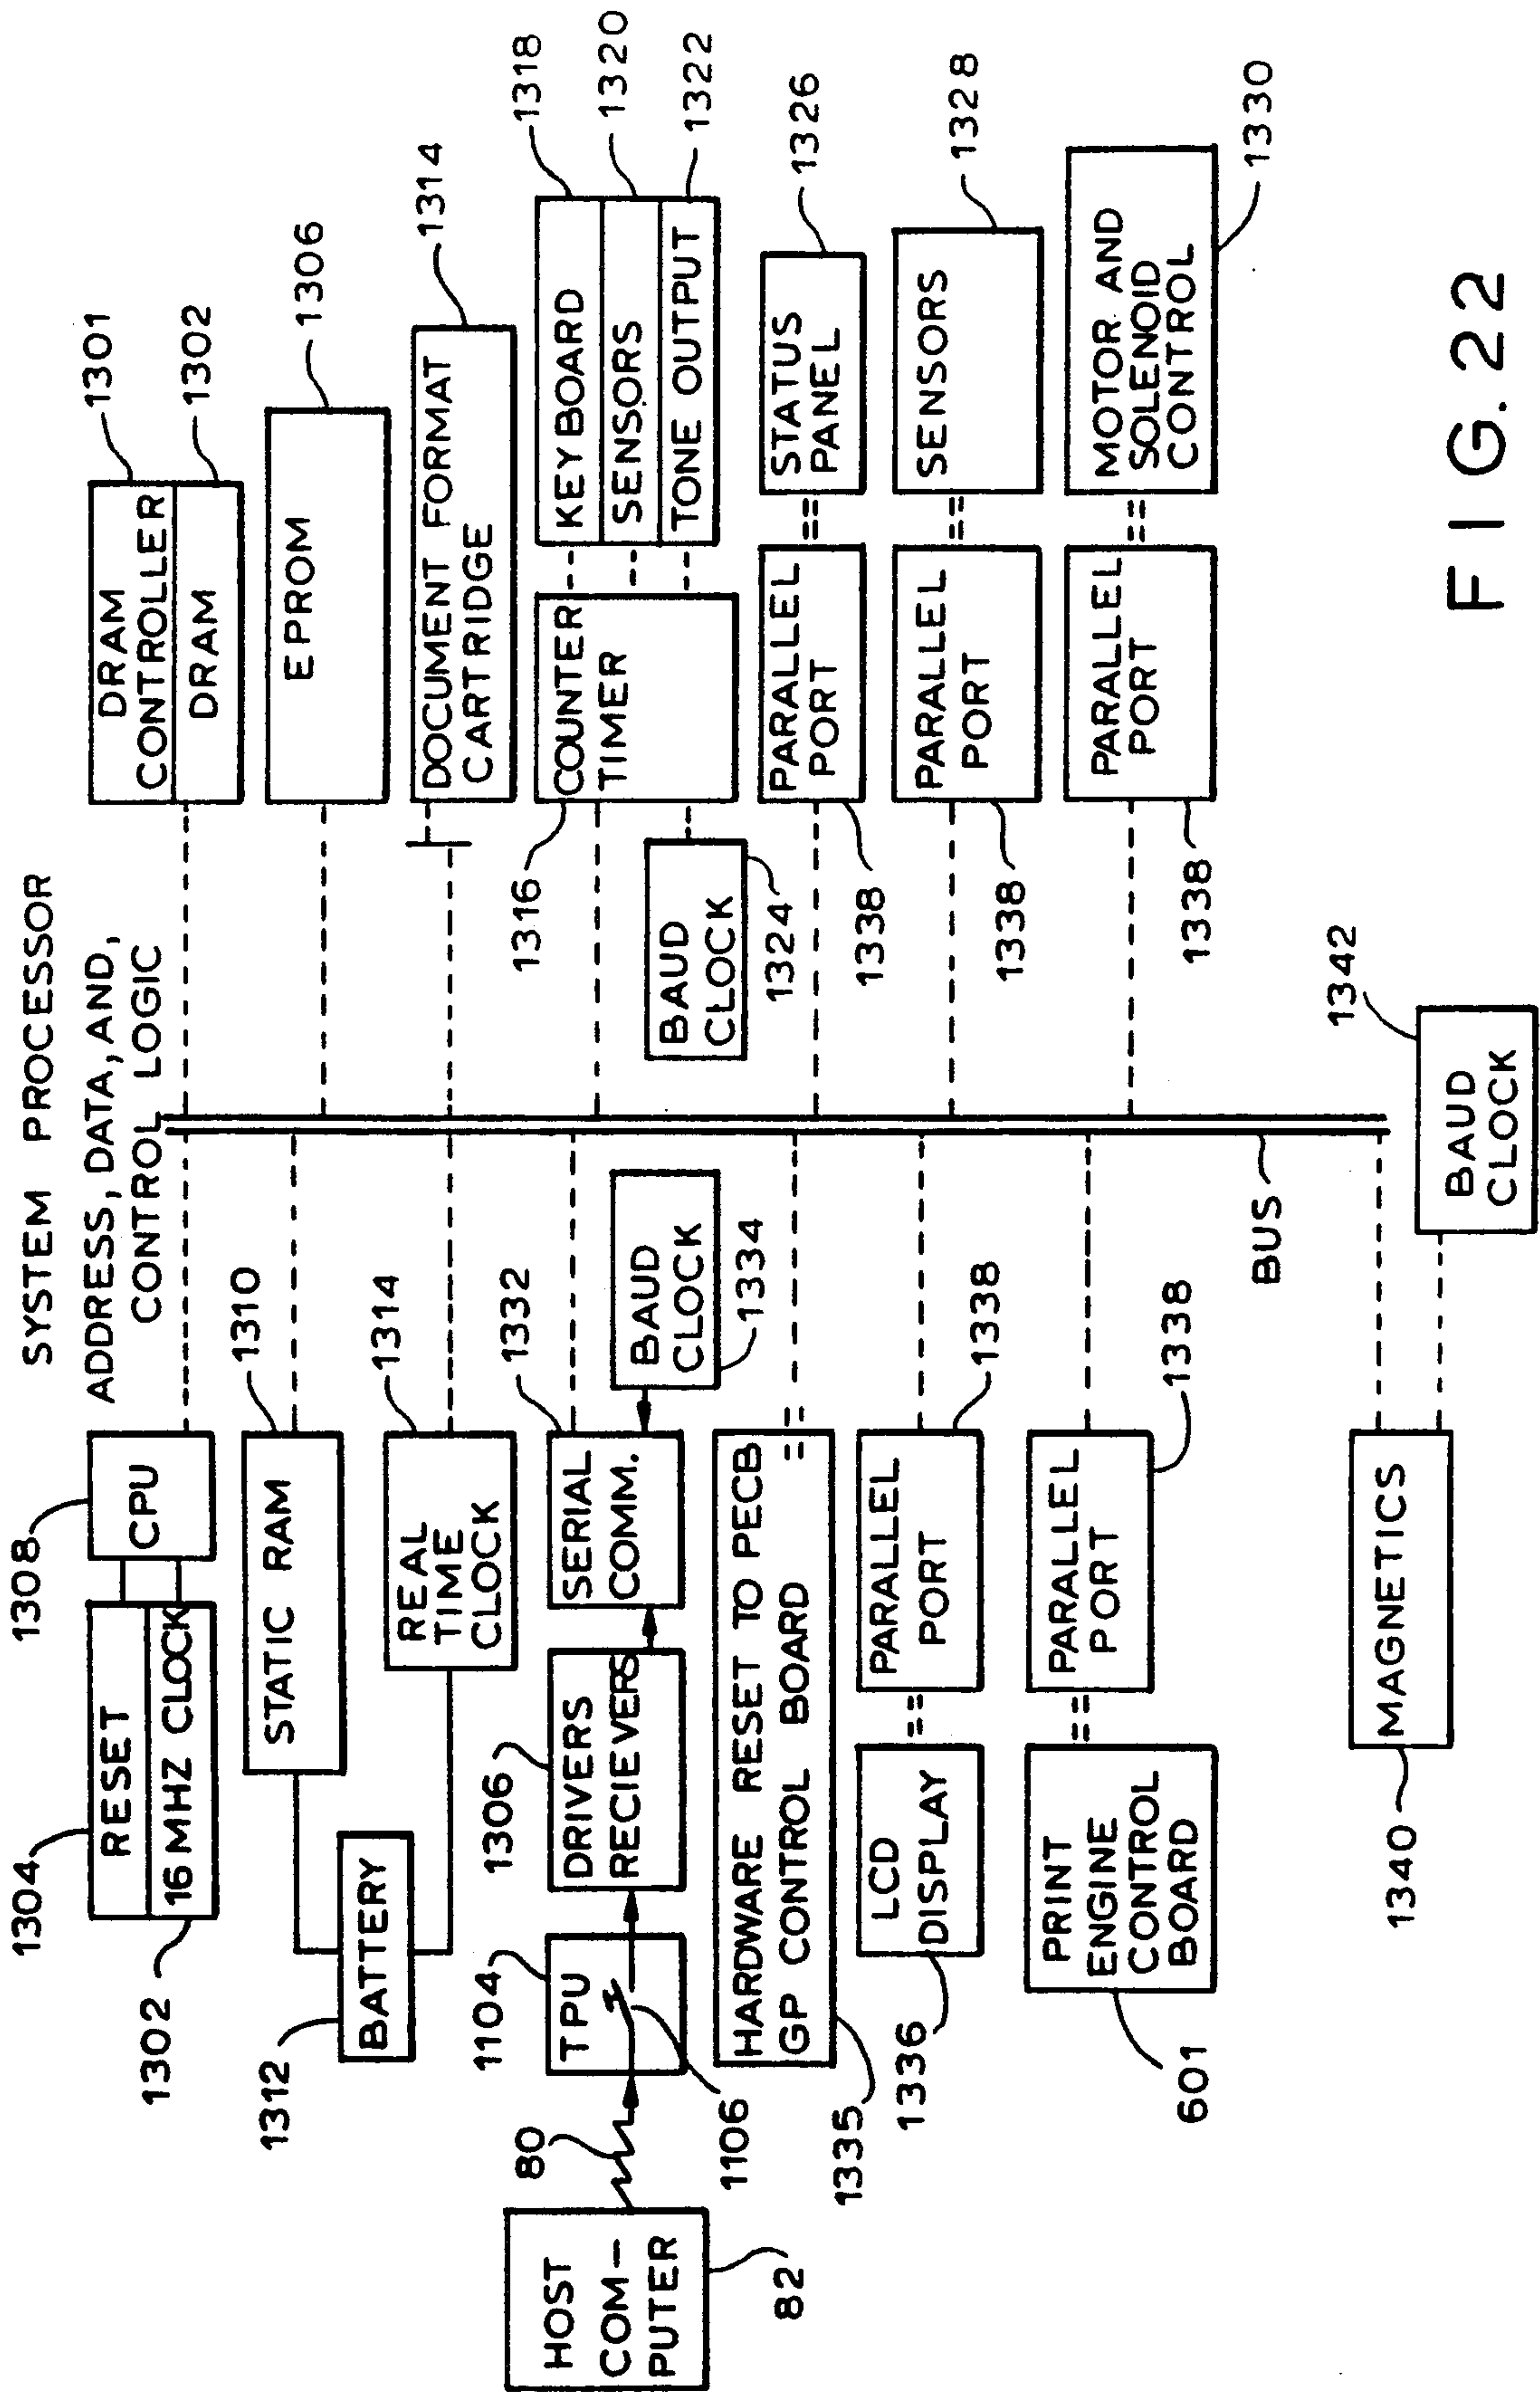 SYSTEM PROCESSOR
ADDRESS, DATA, AND,
CONTROL LOGIC
1304
RESET
16 MHZ CLOCK
1302
1308
CPU
1310
STATIC RAM
1312
BATTERY
1314
REAL
TIME
CLOCK
HOST
COM-
PUTER
82
80
1104
TPU
1106
1306
DRIVERS
RECIEVERS
1332
SERIAL
COMM.
BAUD
CLOCK
1334
HARDWARE RESET TO PECB
GP CONTROL BOARD
1335
1336
LCD
DISPLAY
PARALLEL
PORT
1338
PRINT
ENGINE
CONTROL
BOARD
601
PARALLEL
PORT
1338
MAGNETICS
1340
BUS
BAUD
CLOCK
1342
DRAM
CONTROLLER
DRAM
1301
1302
EPROM
1306
DOCUMENT FORMAT
CARTRIDGE
1314
1316
COUNTER
TIMER
KEYBOARD
SENSORS
TONE OUTPUT
1318
1320
1322
BAUD
CLOCK
1324
PARALLEL
PORT
1338
STATUS
PANEL
1326
PARALLEL
PORT
1338
SENSORS
1328
PARALLEL
PORT
1338
MOTOR AND
SOLENOID
CONTROL
1330
FIG. 22